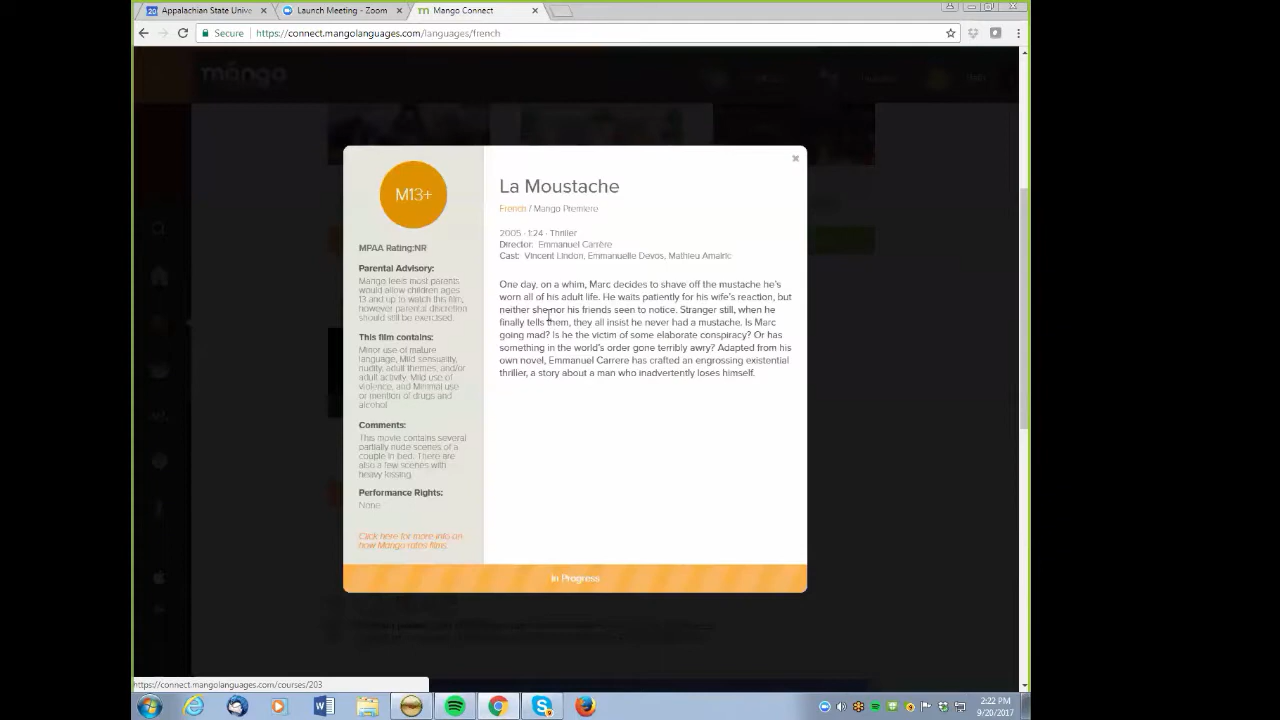 Appalachian State Unive
Launch Meeting - Zoom
Mango Connect
Secure
https://connect.mangolanguages.com/languages/french
mango
M13+
MPAA Rating:NR
Parental Advisory:
Mango feels most parents
would allow children ages
13 and up to watch this film,
however parental discretion
should still be exercised.
This film contains:
Minor use of mature
language, Mild sensuality,
nudity, adult themes, and/or
adult activity. Mild use of
violence, and Minimal use
or mention of drugs and
alcohol
Comments:
This movie contains several
partially nude scenes of a
couple in bed. There are
also a few scenes with
heavy kissing.
Performance Rights:
None
Click here for more info on
how Mango rates films.
La Moustache
French / Mango Premiere
2005 · 1:24 · Thriller
Director: Emmanuel Carrère
Cast: Vincent Lindon, Emmanuelle Devos, Mathieu Amalric
One day, on a whim, Marc decides to shave off the mustache he's
worn all of his adult life. He waits patiently for his wife's reaction, but
neither she nor his friends seen to notice. Stranger still, when he
finally tells them, they all insist he never had a mustache. Is Marc
going mad? Is he the victim of some elaborate conspiracy? Or has
something in the world's order gone terribly awry? Adapted from his
own novel, Emmanuel Carrere has crafted an engrossing existential
thriller, a story about a man who inadvertently loses himself.
In Progress
https://connect.mangolanguages.com/courses/203
2:22 PM
9/20/2017